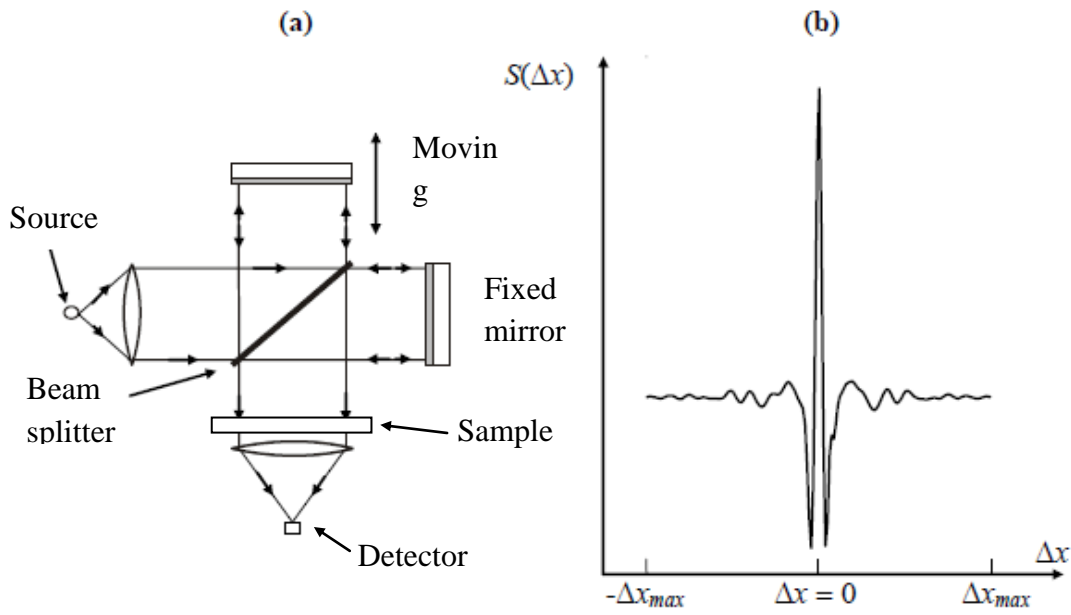 (a)
Movin
g
Source
Fixed
mirror
Beam
splitter
Sample
Detector
(b)
S(Δx)
Δx
-Δxmax
Δx = 0
Δxmax